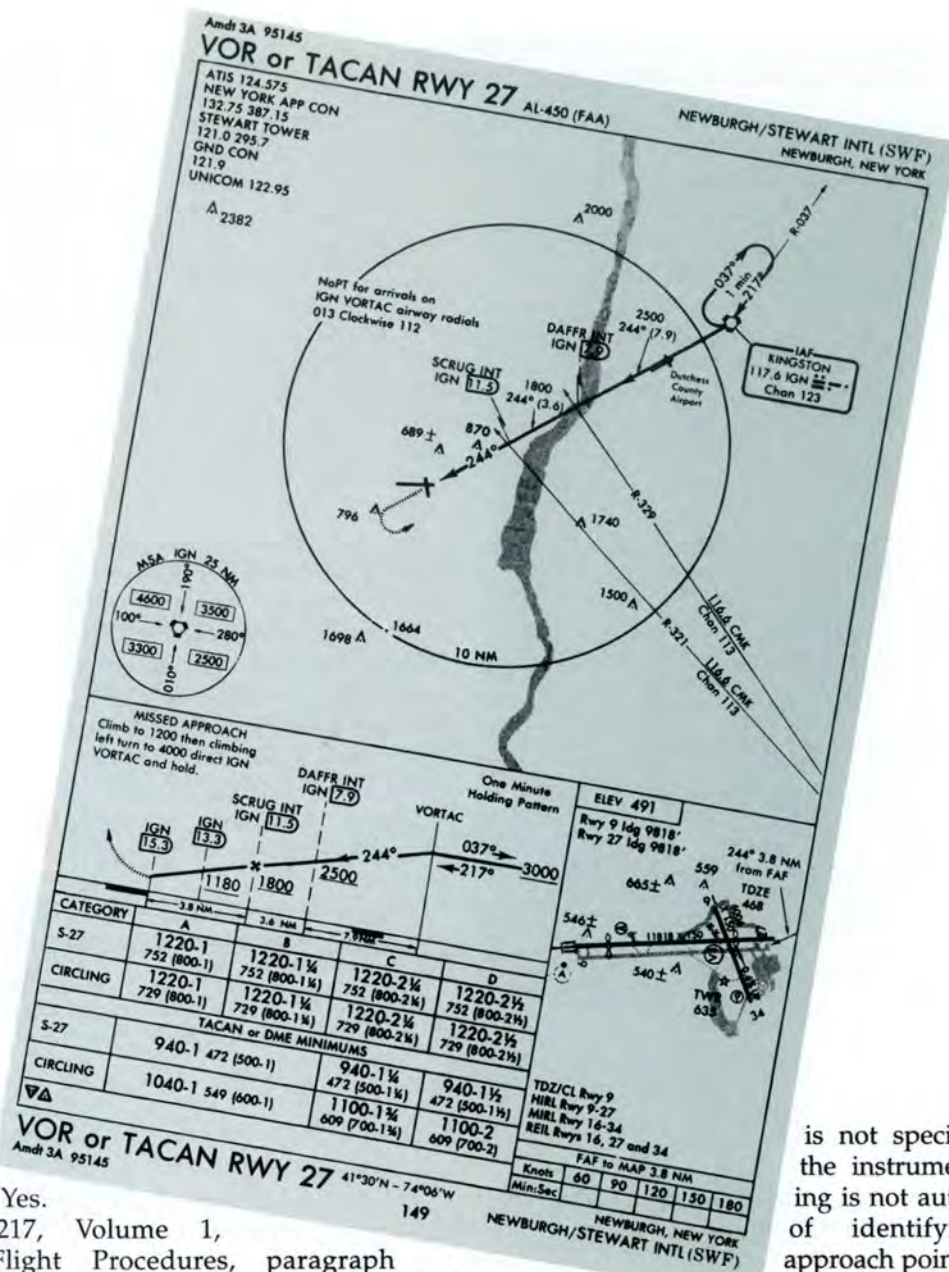 Amdt 3A 95145
VOR or TACAN RWY 27 AL-450 (FAA)
NEWBURGH/STEWART INTL (SWF)
NEWBURGH, NEW YORK
ATIS 124.575
NEW YORK APP CON
132.75 387.15
STEWART TOWER
121.0 295.7
GND CON
121.9
UNICOM 122.95
2382
2000
R-037
037°
1 min
217°
NoPT for arrivals on
IGN VORTAC airway radials
013 Clockwise 112
2500
244° (7.9)
DAFFR INT
IGN 7.9
IAF
KINGSTON
117.6 IGN
Chan 123
Dutchess
County
Airport
SCRUG INT
IGN 11.5
1800
244° (3.6)
689±
870
244°
796
R-329
1740
1500
R-321
116.6 CMK
Chan 113
116.6 CMK
Chan 113
MSA IGN 25 NM
190°
4600
3500
100°
280°
3300
2500
010°
1698
1664
10 NM
MISSED APPROACH
Climb to 1200 then climbing
left turn to 4000 direct IGN
VORTAC and hold.
DAFFR INT
IGN 7.9
SCRUG INT
IGN 11.5
IGN
13.3
IGN
15.3
One Minute
Holding Pattern
VORTAC
244°
037°
217°
3000
1180
1800
2500
3.8 NM
3.6 NM
7.9 NM
ELEV 491
Rwy 9 ldg 9818'
Rwy 27 ldg 9818'
244° 3.8 NM
from FAF
TDZE
468
559
665±
546±
540±
TWR
635
34
TDZ/CL Rwy 9
HIRL Rwy 9-27
MIRL Rwy 16-34
REIL Rwys 16, 27 and 34
FAF to MAP 3.8 NM
Knots 60 90 120 150 180
Min:Sec
CATEGORY A B C D
S-27 1220-1 1220-1¼ 1220-2¼ 1220-2½
752 (800-1) 752 (800-1¼) 752 (800-2¼) 752 (800-2½)
CIRCLING 1220-1 1220-1¼ 1220-2¼ 1220-2½
729 (800-1) 729 (800-1¼) 729 (800-2¼) 729 (800-2½)
TACAN or DME MINIMUMS
S-27 940-1 472 (500-1) 940-1¼ 940-1½
472 (500-1¼) 472 (500-1½)
CIRCLING 1040-1 549 (600-1) 1100-1¾ 1100-2
609 (700-1¾) 609 (700-2)
VOR or TACAN RWY 27 41°30'N – 74°06'W
Amdt 3A 95145
149
NEWBURGH, NEW YORK
NEWBURGH/STEWART INTL (SWF)
Yes.
217, Volume 1,
Flight Procedures, paragraph
is not speci
the instrume
ing is not au
of identify
approach poin